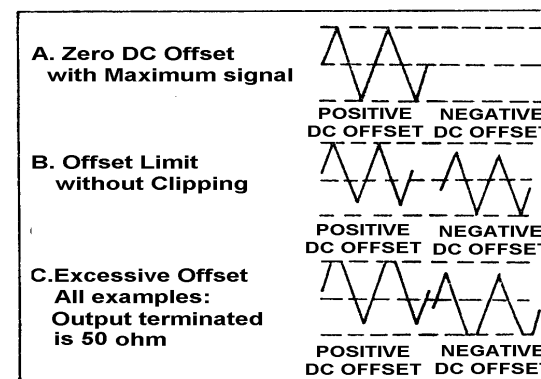 A. Zero DC Offset
with Maximum signal
POSITIVE NEGATIVE
DC OFFSET DC OFFSET
B. Offset Limit
without Clipping
POSITIVE NEGATIVE
DC OFFSET DC OFFSET
C.Excessive Offset
All examples:
Output terminated
is 50 ohm
POSITIVE NEGATIVE
DC OFFSET DC OFFSET